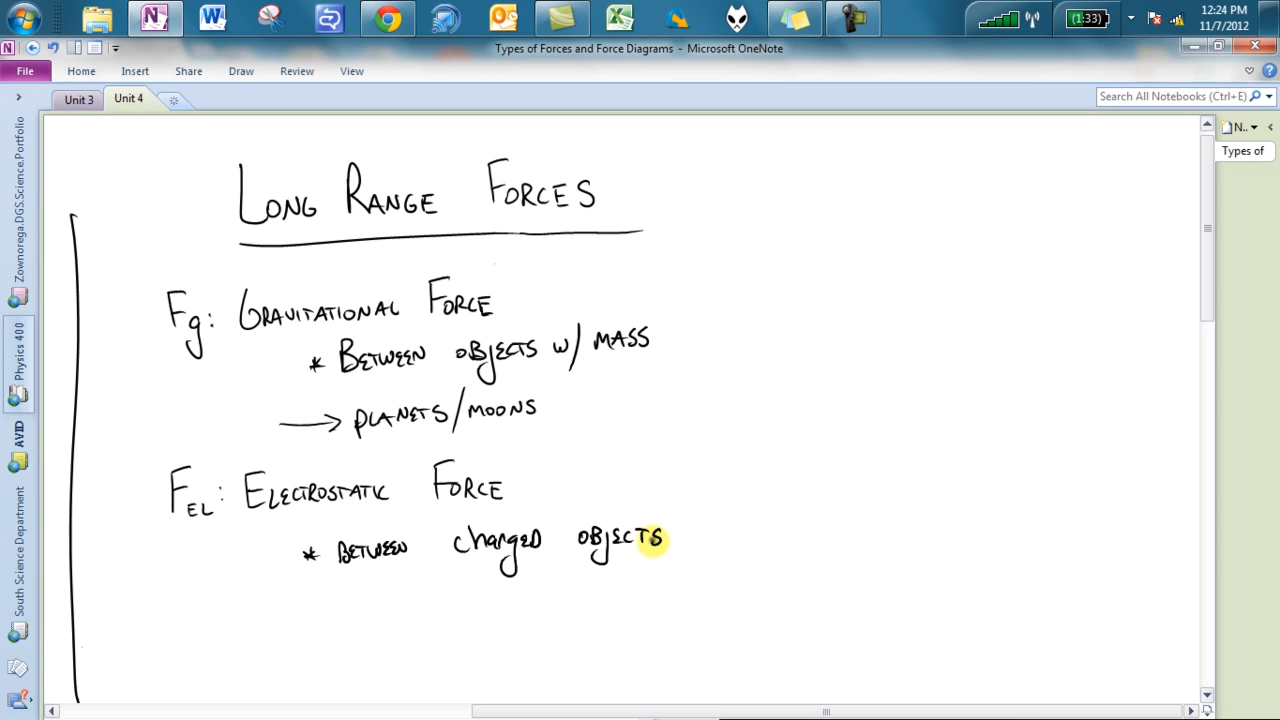 12:24 PM
(1:33)
11/7/2012
Types of Forces and Force Diagrams - Microsoft OneNote
File Home Insert Share Draw Review View
Unit 3 Unit 4
Search All Notebooks (Ctrl+E)
N..
Types of
Zownorega.DGS.Science.Portfolio
Physics 400
AVID
South Science Department
LONG RANGE FORCES
Fg: GRAVITATIONAL FORCE
* BETWEEN OBJECTS w/ MASS
→ PLANETS/MOONS
FEL: ELECTROSTATIC FORCE
* BETWEEN chargED OBJECTS